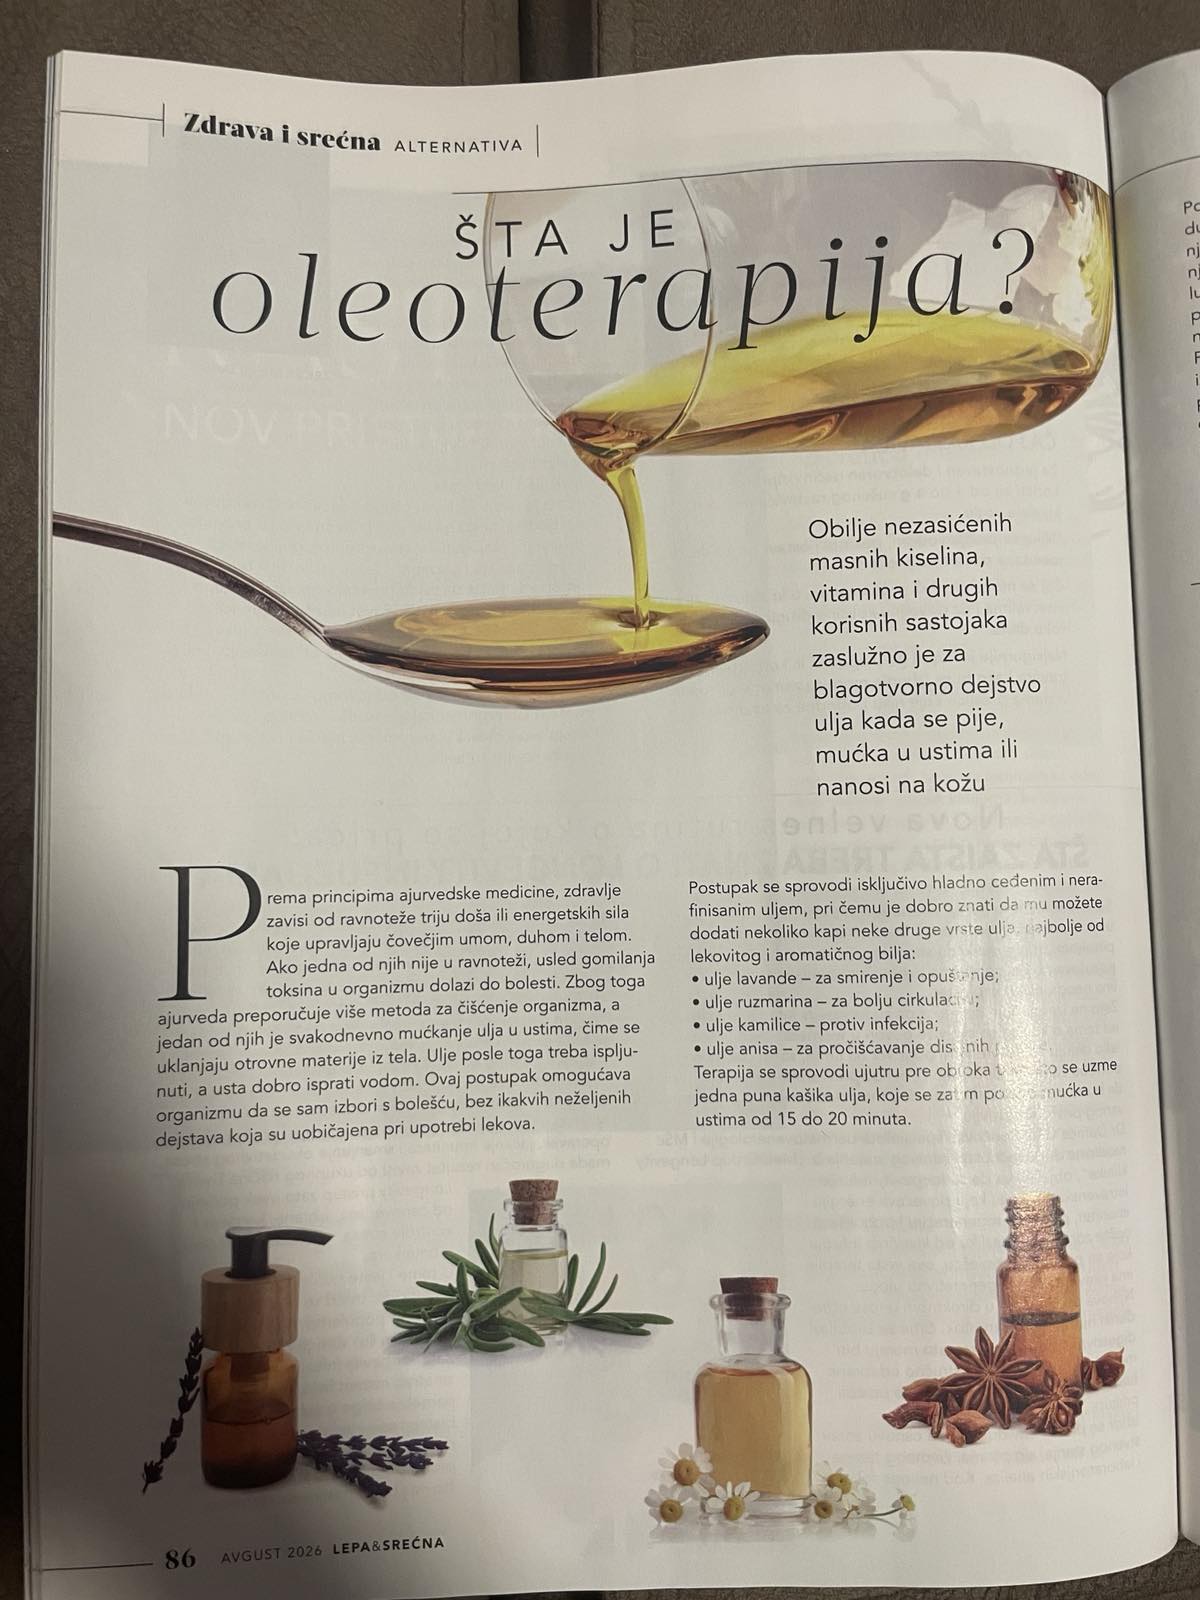 Zdrava i srećna ALTERNATIVA
ŠTA JE
oleoterapija?
Obilje nezasićenih
masnih kiselina,
vitamina i drugih
korisnih sastojaka
zaslužno je za
blagotvorno dejstvo
ulja kada se pije,
mućka u ustima ili
nanosi na kožu
Prema principima ajurvedske medicine, zdravlje
zavisi od ravnoteže triju doša ili energetskih sila
koje upravljaju čovečjim umom, duhom i telom.
Ako jedna od njih nije u ravnoteži, usled gomilanja
toksina u organizmu dolazi do bolesti. Zbog toga
ajurveda preporučuje više metoda za čišćenje organizma, a
jedan od njih je svakodnevno mućkanje ulja u ustima, čime se
uklanjaju otrovne materije iz tela. Ulje posle toga treba isplju-
nuti, a usta dobro isprati vodom. Ovaj postupak omogućava
organizmu da se sam izbori s bolešću, bez ikakvih neželjenih
dejstava koja su uobičajena pri upotrebi lekova.
Postupak se sprovodi isključivo hladno ceđenim i nera-
finisanim uljem, pri čemu je dobro znati da mu možete
dodati nekoliko kapi neke druge vrste ulja, najbolje od
lekovitog i aromatičnog bilja:
• ulje lavande – za smirenje i opuštanje;
• ulje ruzmarina – za bolju cirkulaciju;
• ulje kamilice – protiv infekcija;
• ulje anisa – za pročišćavanje disajnih
Terapija se sprovodi ujutru pre obroka se uzme
jedna puna kašika ulja, koje se zatim mućka u
ustima od 15 do 20 minuta.
86 AVGUST 2026 LEPA&SREĆNA